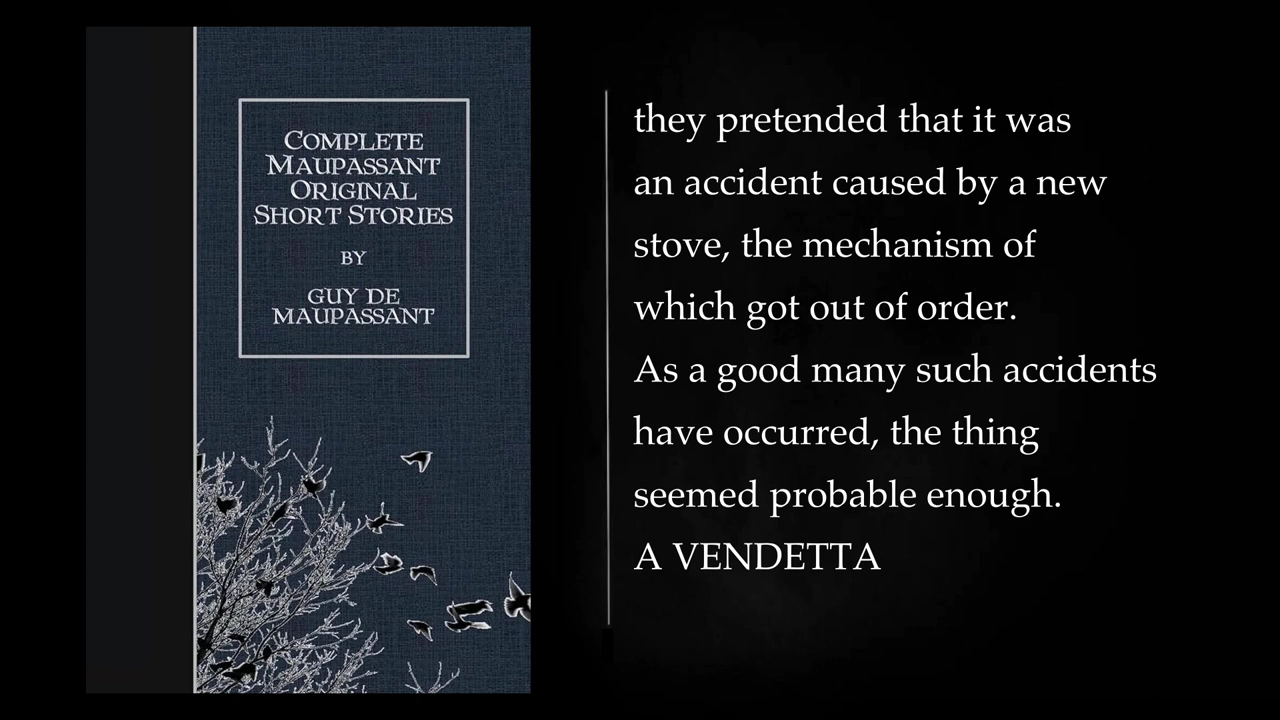 COMPLETE
MAUPASSANT
ORIGINAL
SHORT STORIES
BY
GUY DE
MAUPASSANT
they pretended that it was
an accident caused by a new
stove, the mechanism of
which got out of order.
As a good many such accidents
have occurred, the thing
seemed probable enough.
A VENDETTA